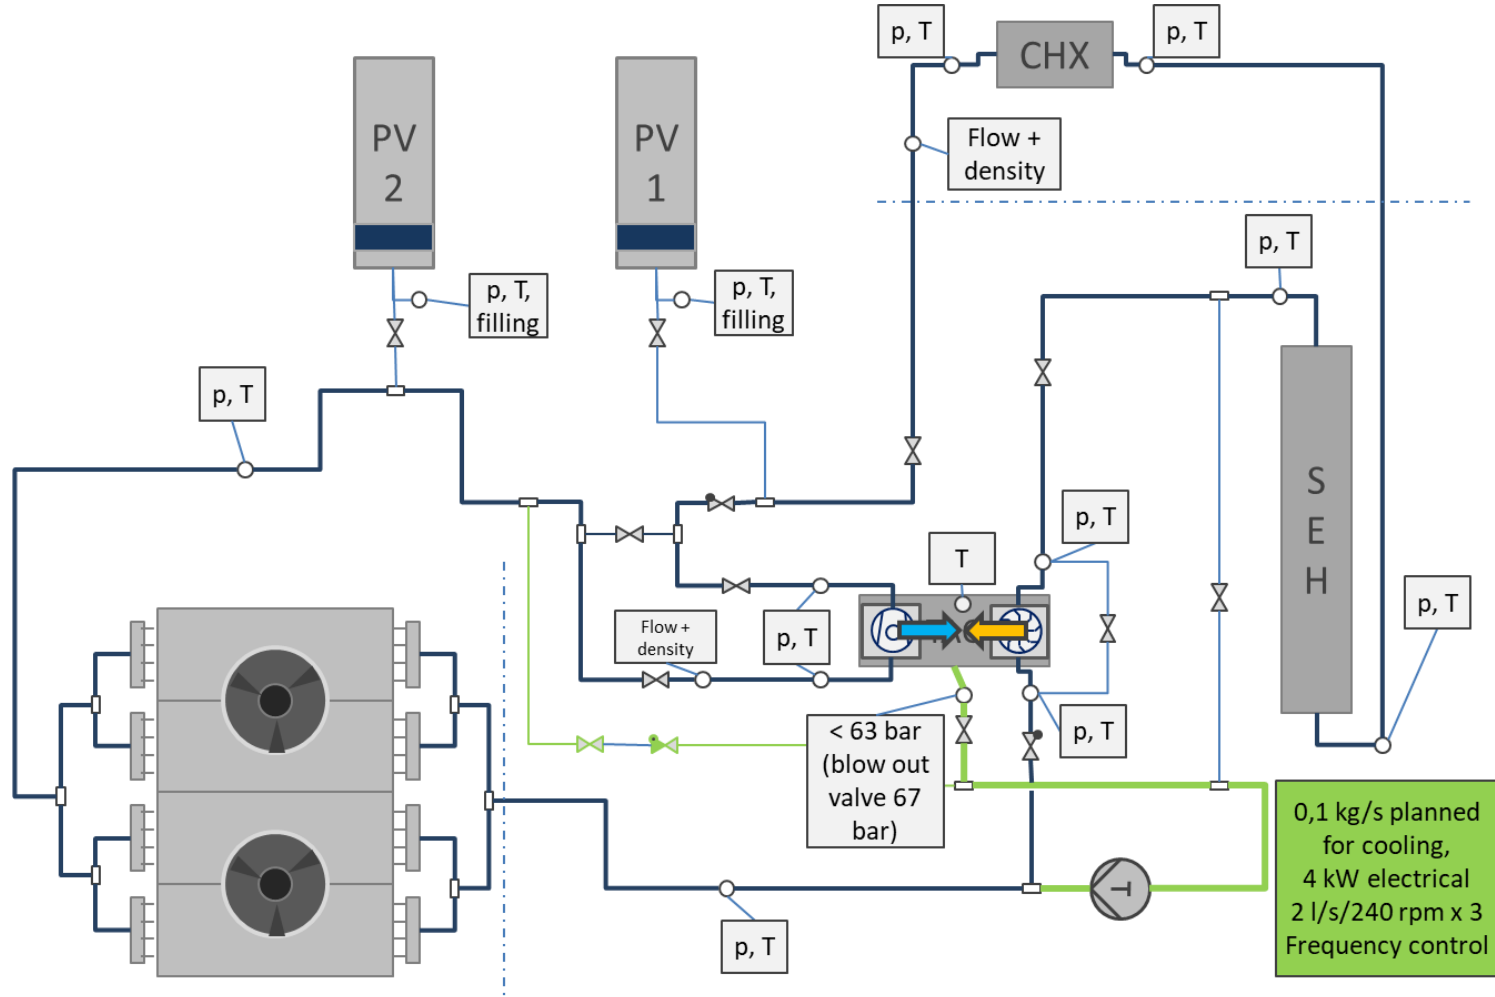 p, T
CHX
p, T
PV
2
PV
1
Flow +
density
p, T
p, T,
filling
p, T,
filling
p, T
S
E
H
p, T
T
p, T
Flow +
density
p, T
p, T
< 63 bar
(blow out
valve 67
bar)
0,1 kg/s planned
for cooling,
4 kW electrical
2 l/s/240 rpm x 3
Frequency control
T
p, T